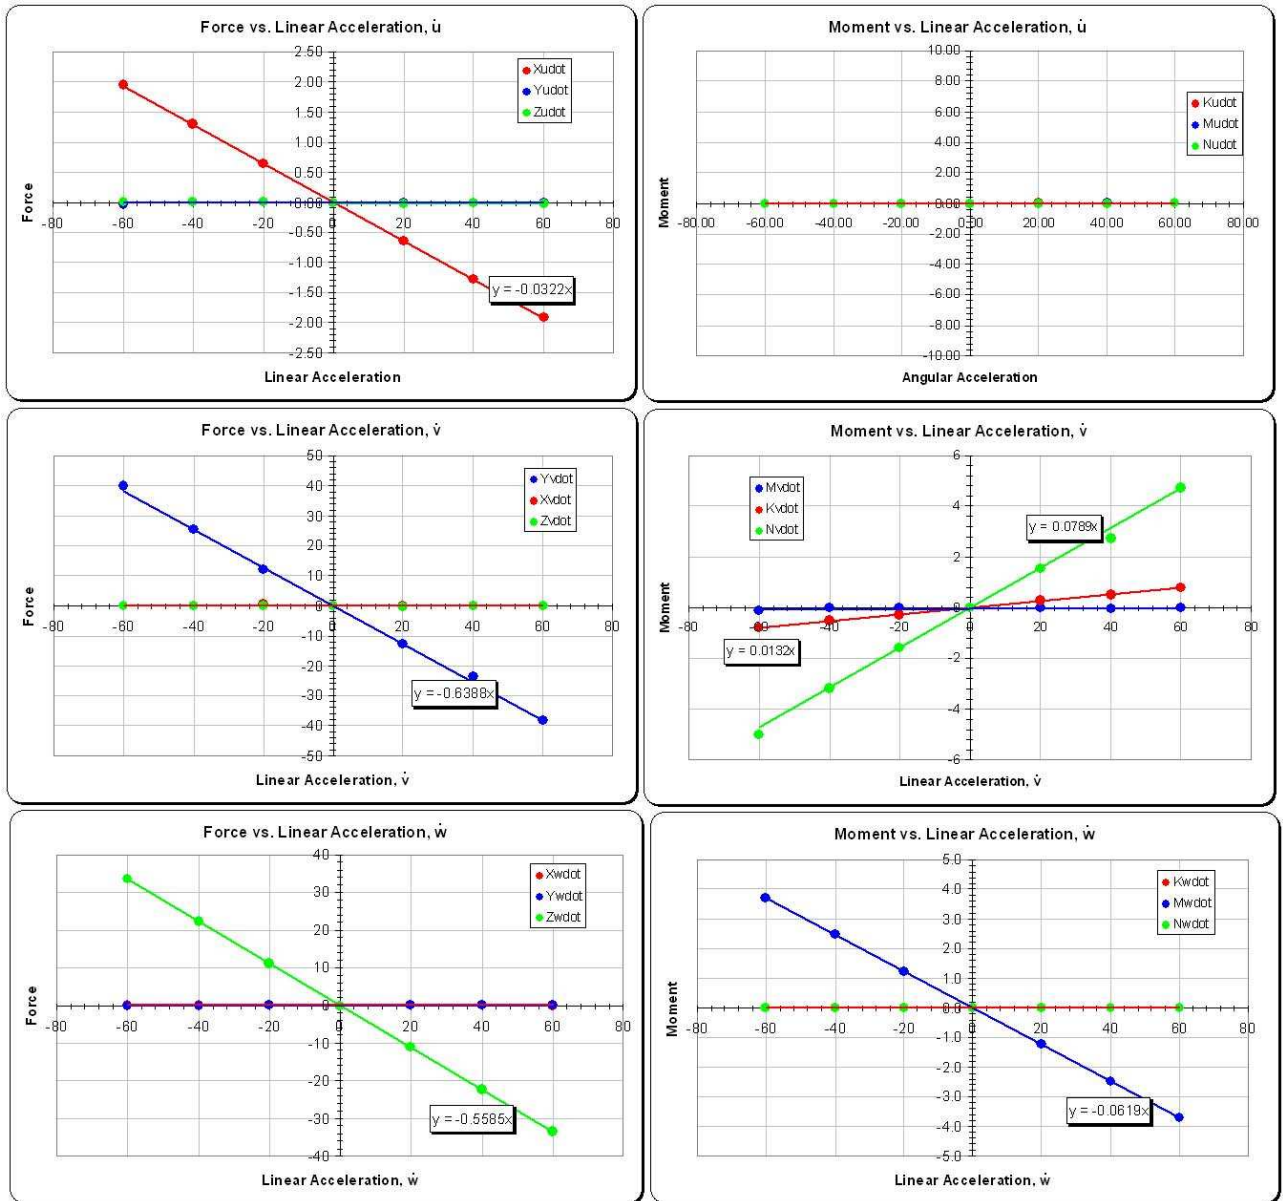 Force vs. Linear Acceleration, u̇
2.50
2.00
1.50
1.00
0.50
0.00
-0.50
-1.00
-1.50
-2.00
-2.50
-80 -60 -40 -20 0 20 40 60 80
Xudot
Yudot
Zudot
y = -0.0322x
Force
Linear Acceleration
Moment vs. Linear Acceleration, u̇
10.00
8.00
6.00
4.00
2.00
0.00
-2.00
-4.00
-6.00
-8.00
-10.00
-80.00 -60.00 -40.00 -20.00 0.00 20.00 40.00 60.00 80.00
Kudot
Mudot
Nudot
Moment
Angular Acceleration
Force vs. Linear Acceleration, v̇
50
40
30
20
10
0
-10
-20
-30
-40
-50
-80 -60 -40 -20 0 20 40 60 80
Yvdot
Xvdot
Zvdot
y = -0.6388x
Force
Linear Acceleration, v̇
Moment vs. Linear Acceleration, v̇
6
4
2
0
-2
-4
-6
-80 -60 -40 -20 0 20 40 60 80
Mvdot
Kvdot
Nvdot
y = 0.0789x
y = 0.0132x
Moment
Linear Acceleration, v̇
Force vs. Linear Acceleration, ẇ
40
30
20
10
0
-10
-20
-30
-40
-80 -60 -40 -20 0 20 40 60 80
Xwdot
Ywdot
Zwdot
y = -0.5585x
Force
Linear Acceleration, ẇ
Moment vs. Linear Acceleration, ẇ
5.0
4.0
3.0
2.0
1.0
0.0
-1.0
-2.0
-3.0
-4.0
-5.0
-80 -60 -40 -20 0 20 40 60 80
Kwdot
Mwdot
Nwdot
y = -0.0619x
Moment
Linear Acceleration, ẇ